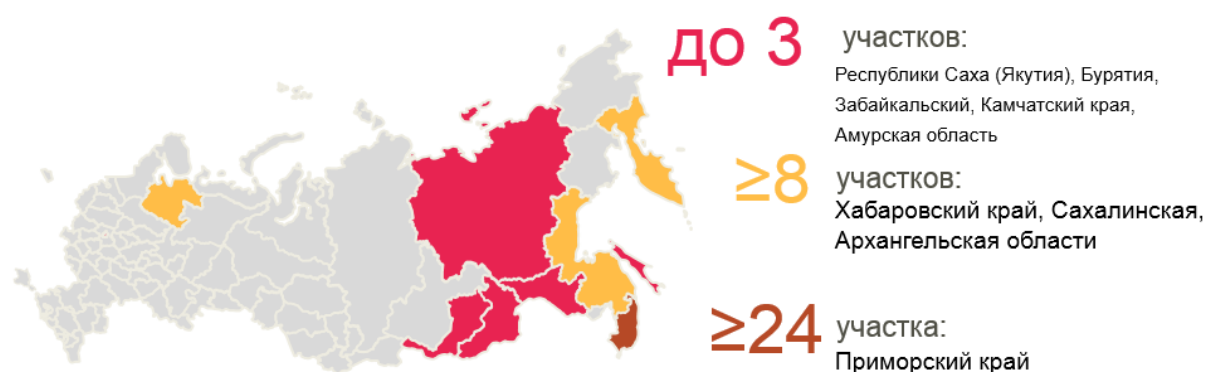 до 3 участков:
Республики Саха (Якутия), Бурятия,
Забайкальский, Камчатский края,
Амурская область
≥8 участков:
Хабаровский край, Сахалинская,
Архангельская области
≥24 участка:
Приморский край